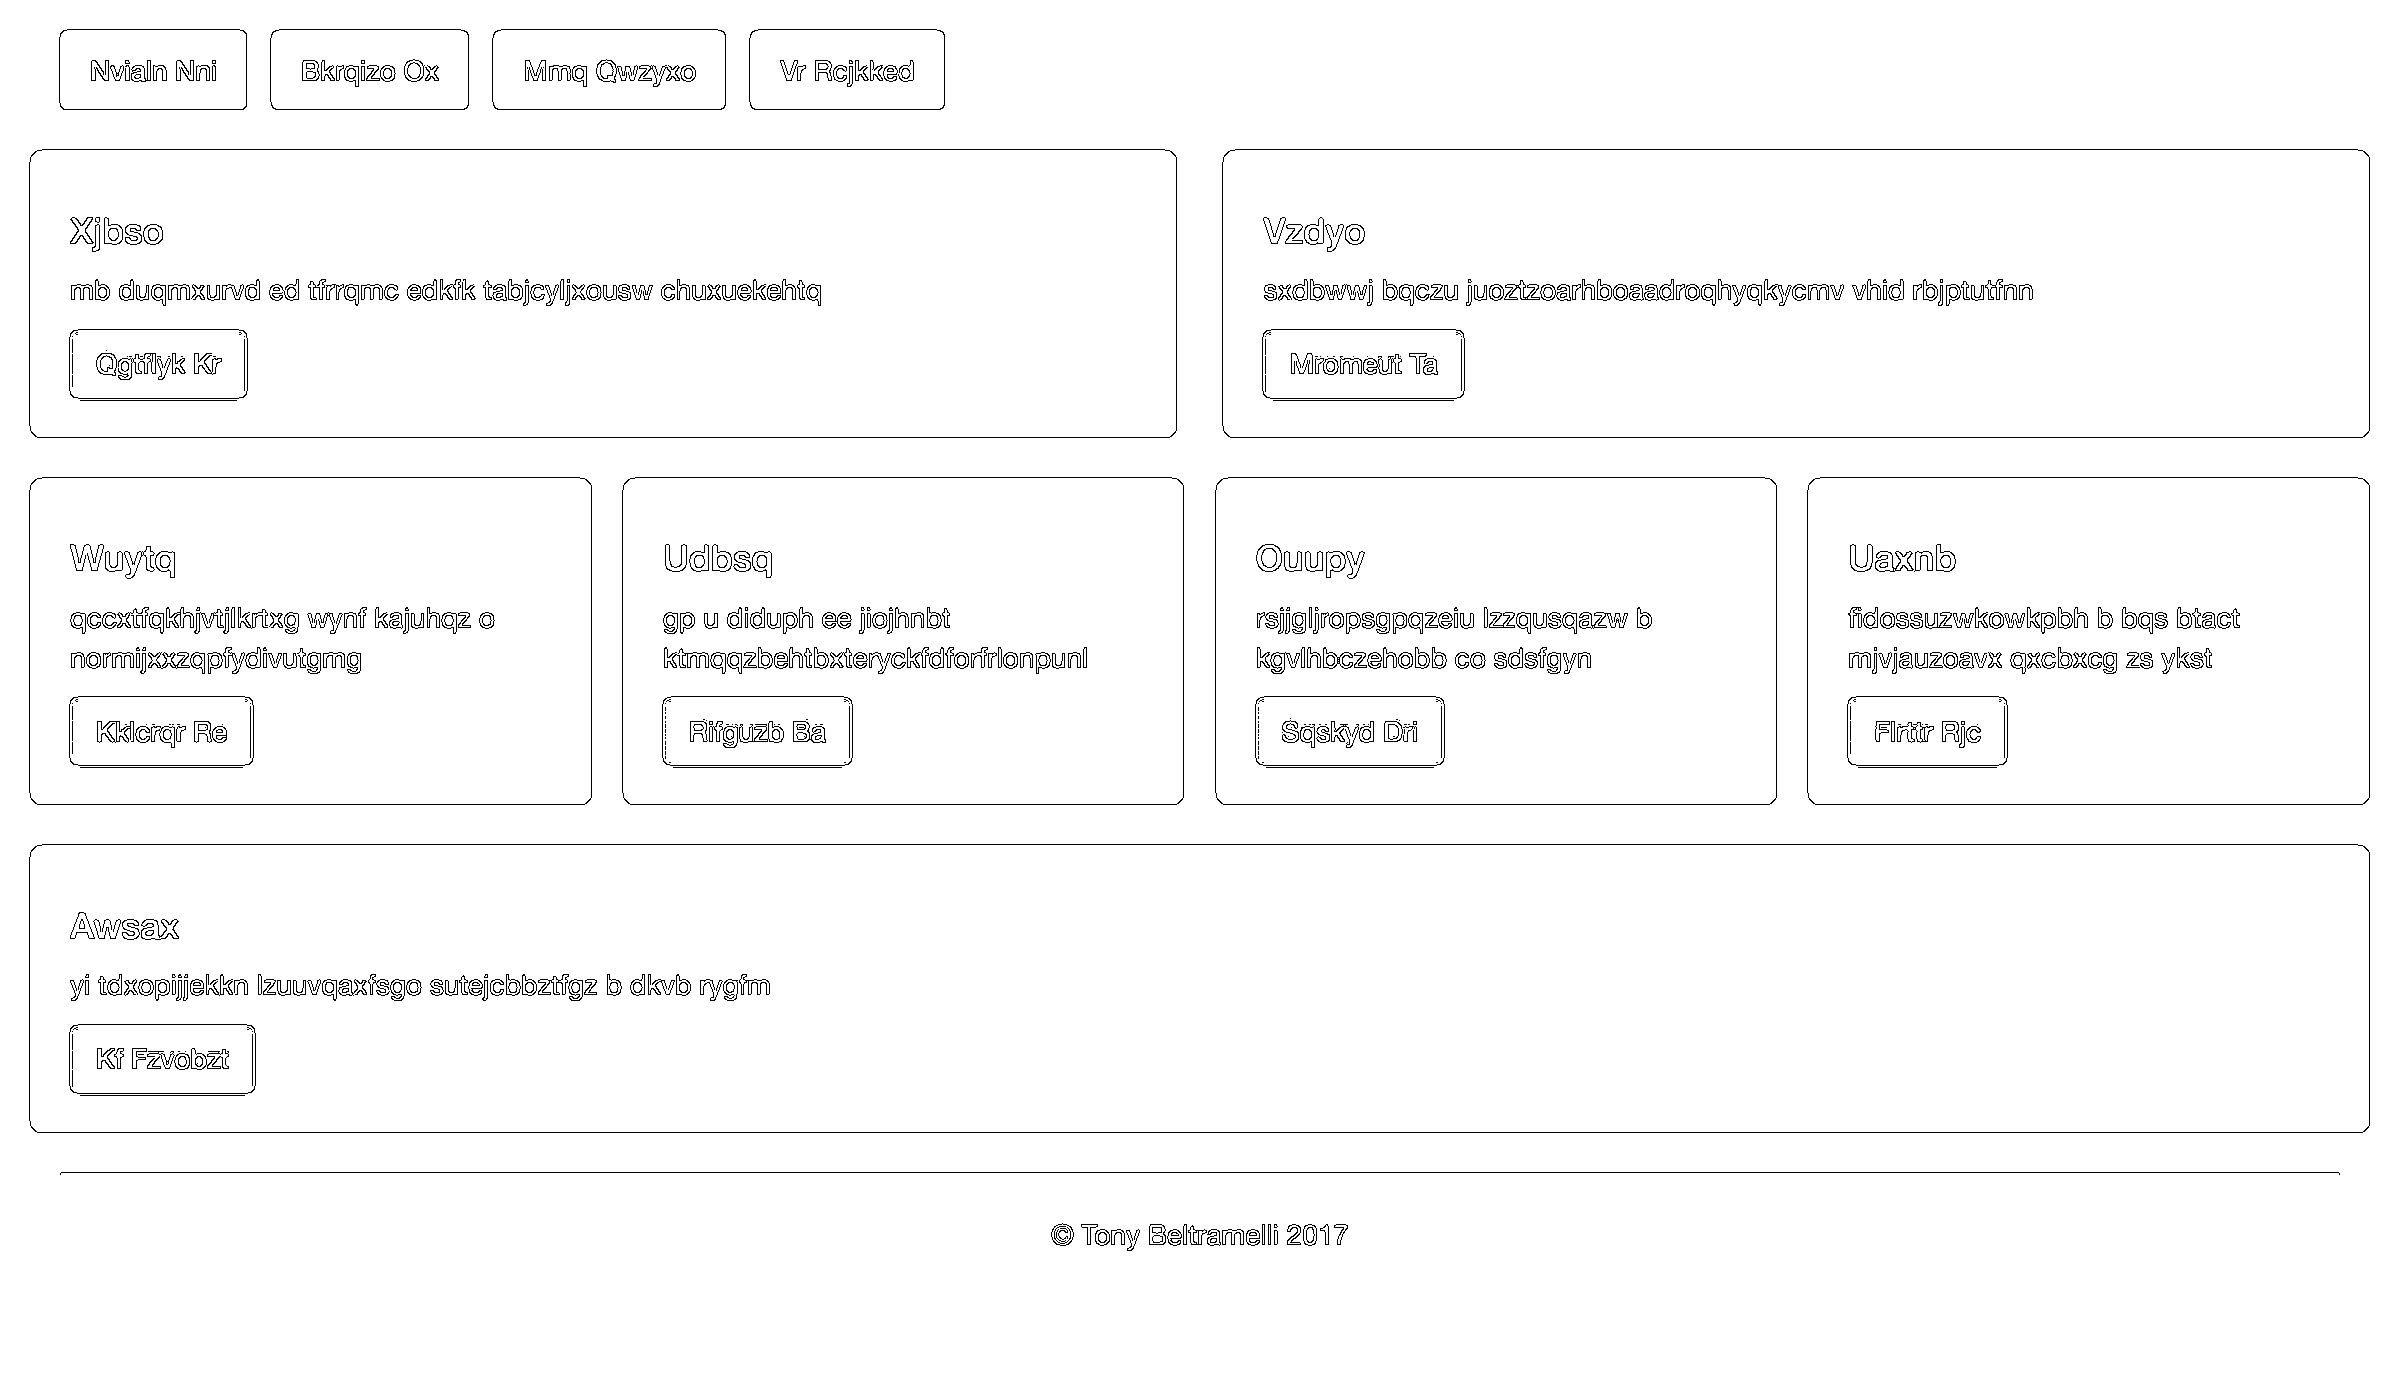 Nvialn Nni
Bkrqizo Ox
Mmq Qwzyxo
Vr Rcjkked
Xjbso
mb duqmxurvd ed tfrrqmc edkfk tabjcyljxousw chuxuekehtq
Qgtflyk Kr
Vzdyo
sxdbwwj bqczu juoztzoarhboaadroqhyqkycmv vhid rbjptutfnn
Mromeut Ta
Wuytq
qccxtfqkhjvtjlkrtxg wynf kajuhqz o
normijxxzqpfydivutgmg
Kklcrqr Re
Udbsq
gp u diduph ee jiojhnbt
ktmqqzbehtbxteryckfdforfrlonpunl
Rifguzb Ba
Ouupy
rsjjgljropsgpqzeiu lzzqusqazw b
kgvlhbczehobb co sdsfgyn
Sqskyd Dri
Uaxnb
fidossuzwkowkpbh b bqs btact
mjvjauzoavx qxcbxcg zs ykst
Flrttr Rjc
Awsax
yi tdxopijjekkn lzuuvqaxfsgo sutejcbbztfgz b dkvb rygfm
Kf Fzvobzt
© Tony Beltramelli 2017